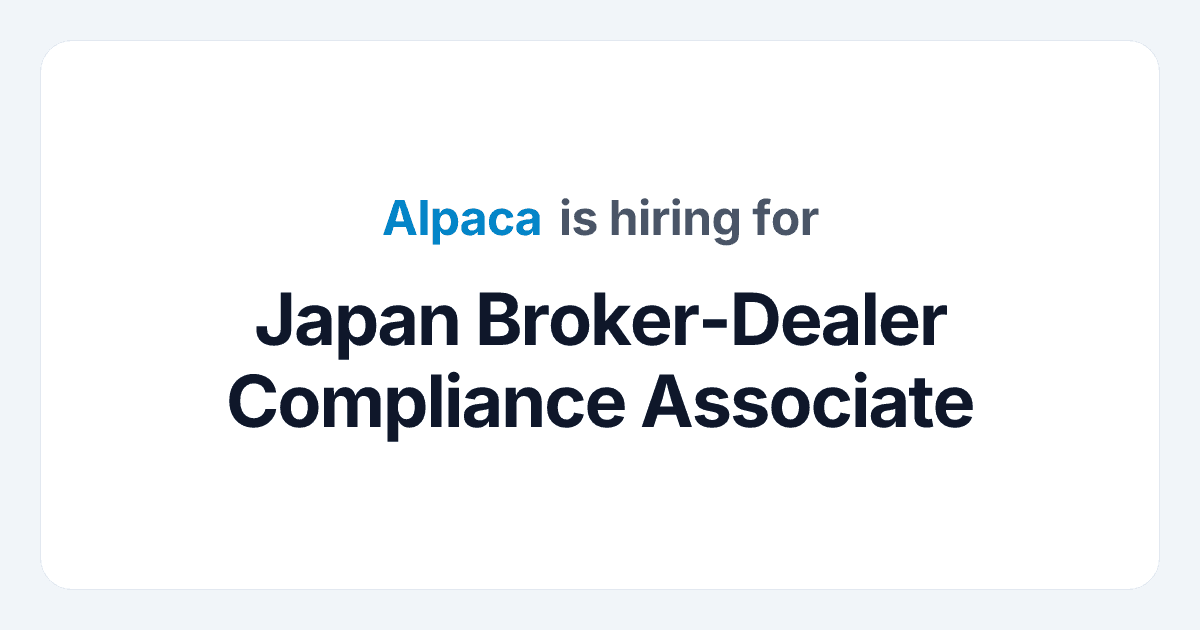 Alpaca is hiring for
Japan Broker-Dealer
Compliance Associate